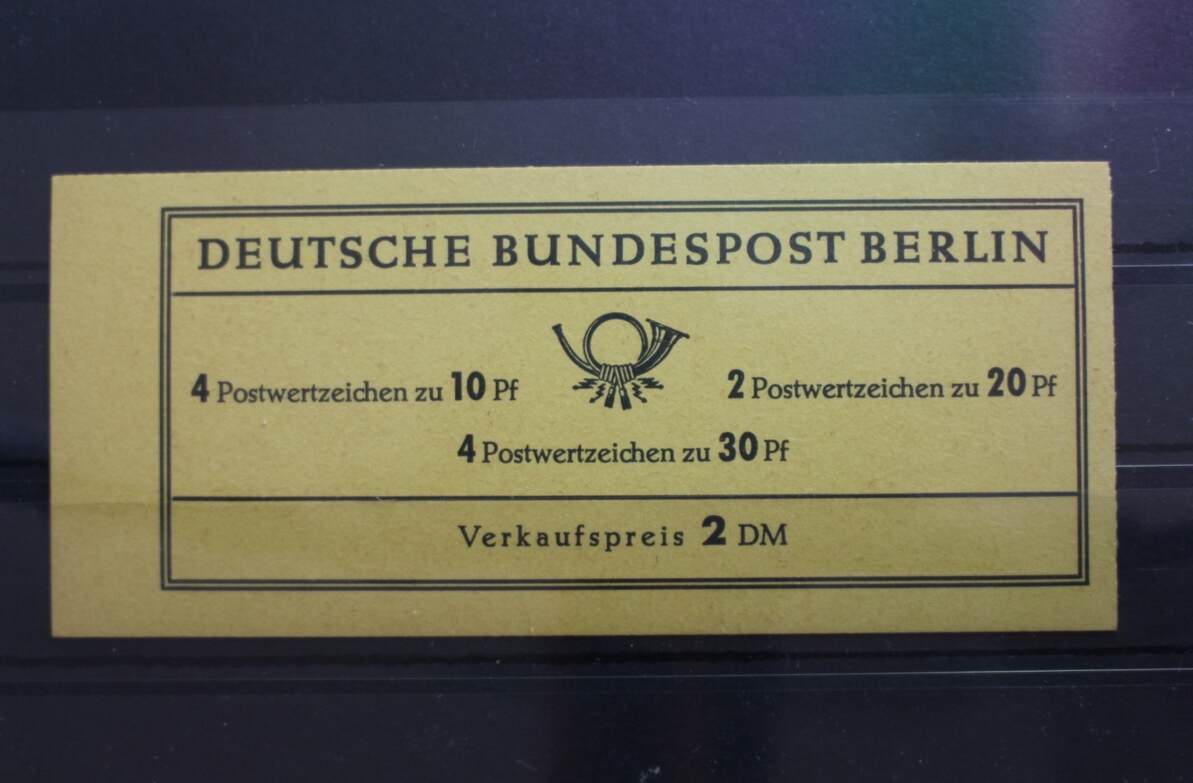 DEUTSCHE BUNDESPOST BERLIN
4 Postwertzeichen zu 10 Pf
2 Postwertzeichen zu 20 Pf
4 Postwertzeichen zu 30 Pf
Verkaufspreis 2 DM